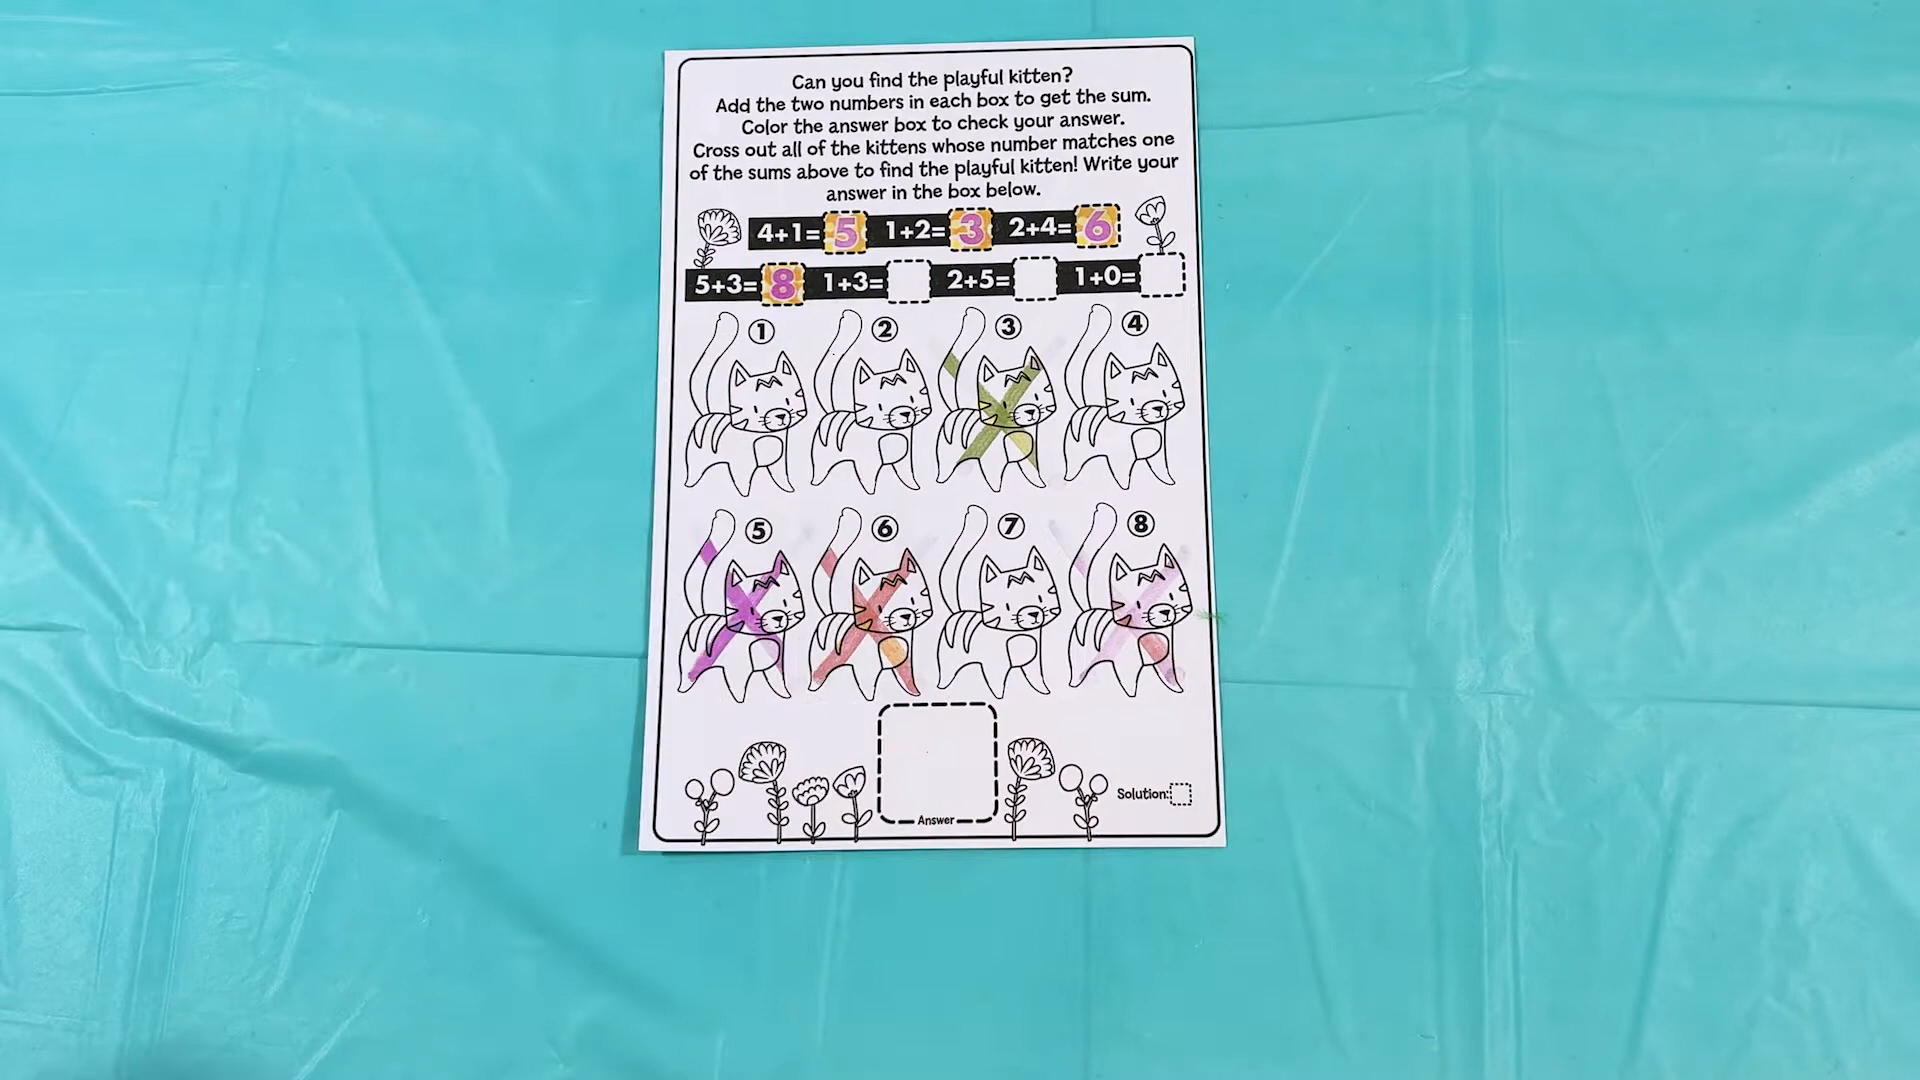 Can you find the playful kitten?
Add the two numbers in each box to get the sum.
Color the answer box to check your answer.
Cross out all of the kittens whose number matches one
of the sums above to find the playful kitten! Write your
answer in the box below.
4+1= 5 1+2= 3 2+4= 6
5+3= 8 1+3= 2+5= 1+0=
1 2 3 4
5 6 7 8
Solution:
Answer